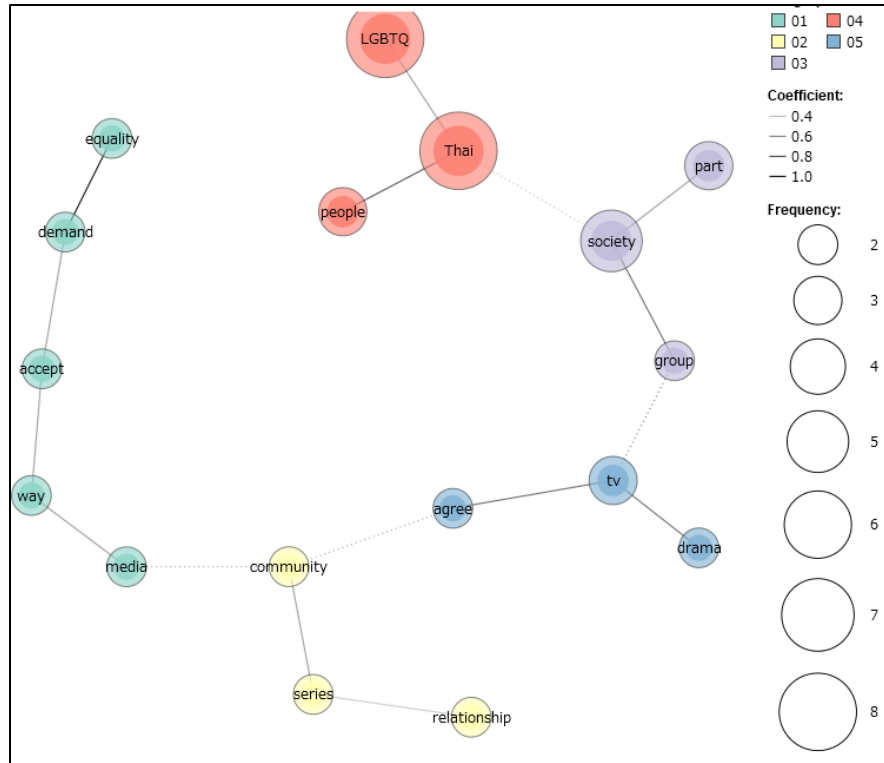 LGBTQ
01 04
02 05
03
Coefficient:
0.4
0.6
0.8
1.0
equality
Thai
part
people
demand
society
Frequency:
2
3
accept
group
4
5
way
tv
agree
6
drama
media
community
7
series
relationship
8